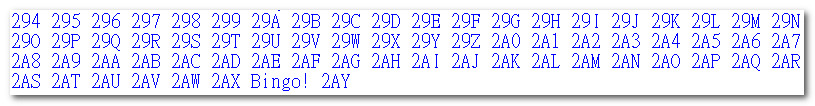 294 295 296 297 298 299 29A 29B 29C 29D 29E 29F 29G 29H 29I 29J 29K 29L 29M 29N
29O 29P 29Q 29R 29S 29T 29U 29V 29W 29X 29Y 29Z 2A0 2A1 2A2 2A3 2A4 2A5 2A6 2A7
2A8 2A9 2AA 2AB 2AC 2AD 2AE 2AF 2AG 2AH 2AI 2AJ 2AK 2AL 2AM 2AN 2AO 2AP 2AQ 2AR
2AS 2AT 2AU 2AV 2AW 2AX Bingo! 2AY